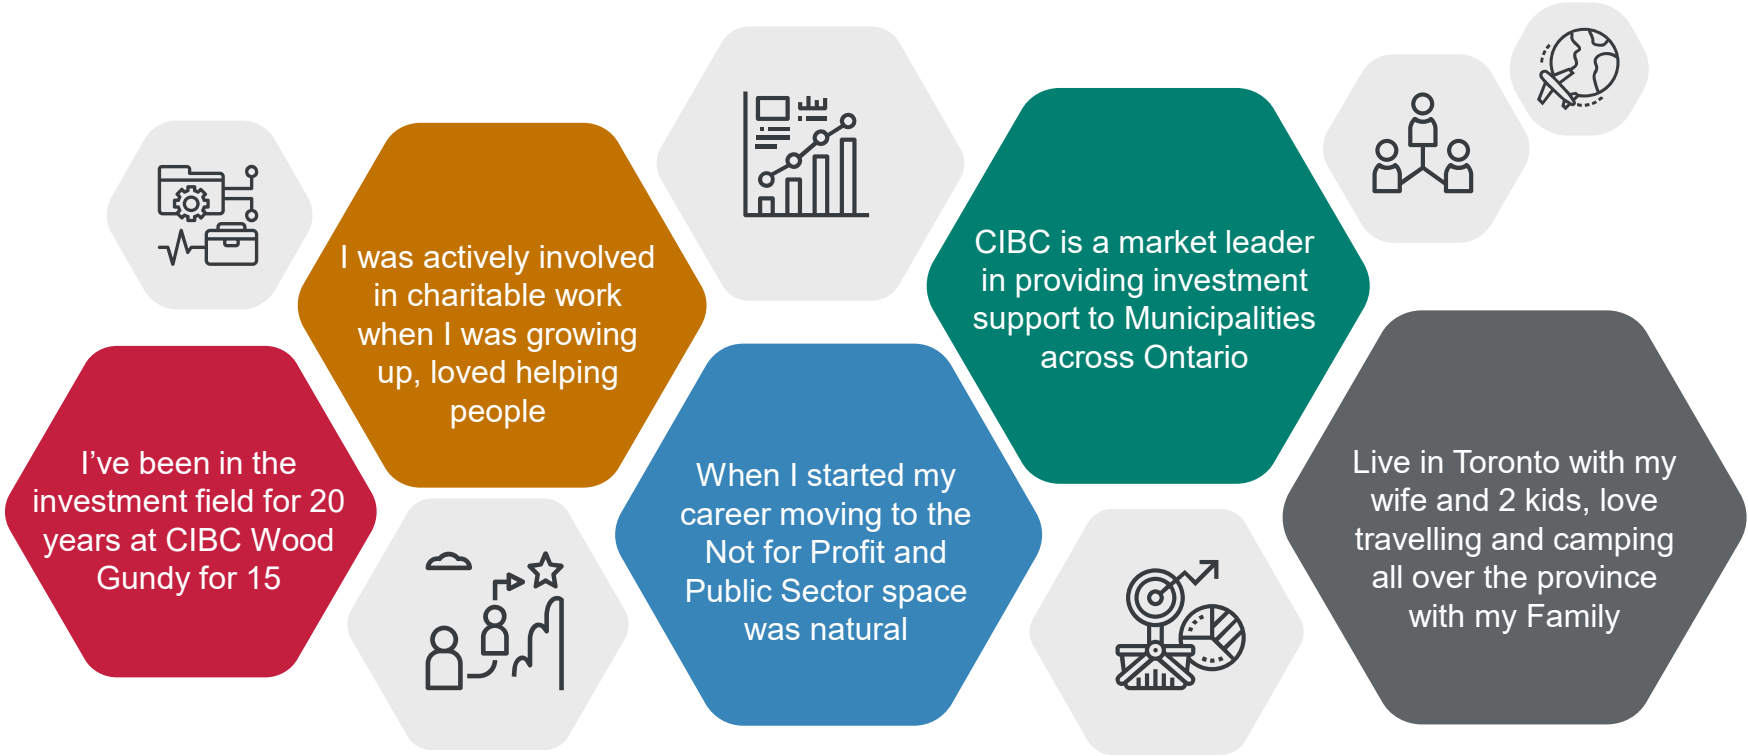 I’ve been in the
investment field for 20
years at CIBC Wood
Gundy for 15
I was actively involved
in charitable work
when I was growing
up, loved helping
people
When I started my
career moving to the
Not for Profit and
Public Sector space
was natural
CIBC is a market leader
in providing investment
support to Municipalities
across Ontario
Live in Toronto with my
wife and 2 kids, love
travelling and camping
all over the province
with my Family